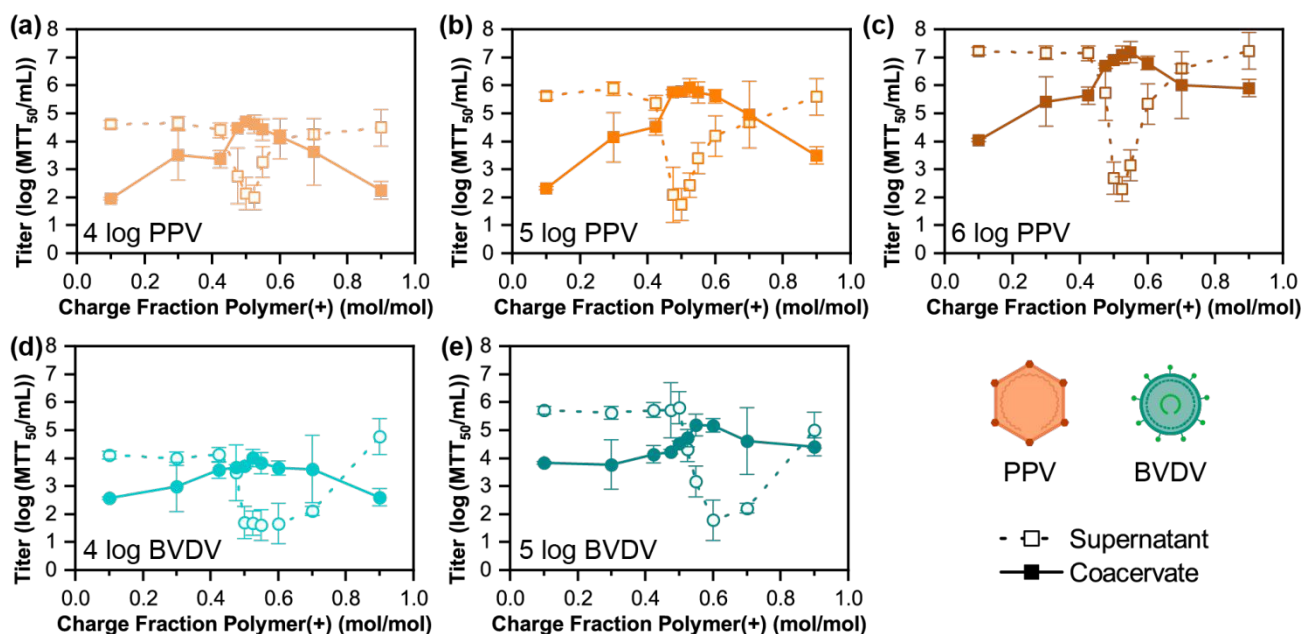 (a)
8
7
6
5
4
3
2
1
0
Titer (log (MTT50/mL))
4 log PPV
0.0 0.2 0.4 0.6 0.8 1.0
Charge Fraction Polymer(+) (mol/mol)
(b)
8
7
6
5
4
3
2
1
0
Titer (log (MTT50/mL))
5 log PPV
0.0 0.2 0.4 0.6 0.8 1.0
Charge Fraction Polymer(+) (mol/mol)
(c)
8
7
6
5
4
3
2
1
0
Titer (log (MTT50/mL))
6 log PPV
0.0 0.2 0.4 0.6 0.8 1.0
Charge Fraction Polymer(+) (mol/mol)
(d)
8
7
6
5
4
3
2
1
0
Titer (log (MTT50/mL))
4 log BVDV
0.0 0.2 0.4 0.6 0.8 1.0
Charge Fraction Polymer(+) (mol/mol)
(e)
8
7
6
5
4
3
2
1
0
Titer (log (MTT50/mL))
5 log BVDV
0.0 0.2 0.4 0.6 0.8 1.0
Charge Fraction Polymer(+) (mol/mol)
PPV BVDV
Supernatant
Coacervate